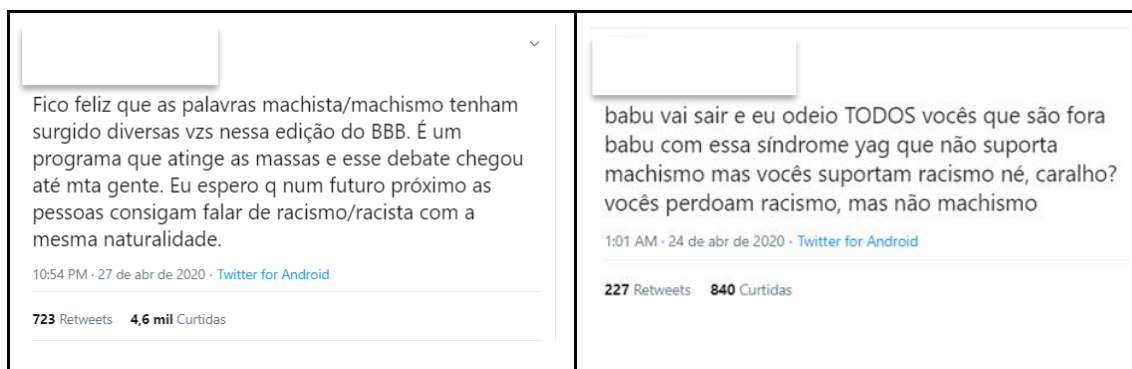 Fico feliz que as palavras machista/machismo tenham
surgido diversas vzs nessa edição do BBB. É um
programa que atinge as massas e esse debate chegou
até mta gente. Eu espero q num futuro próximo as
pessoas consigam falar de racismo/racista com a
mesma naturalidade.
10:54 PM · 27 de abr de 2020 · Twitter for Android
723 Retweets 4,6 mil Curtidas
babu vai sair e eu odeio TODOS vocês que são fora
babu com essa síndrome yag que não suporta
machismo mas vocês suportam racismo né, caralho?
vocês perdoam racismo, mas não machismo
1:01 AM · 24 de abr de 2020 · Twitter for Android
227 Retweets 840 Curtidas